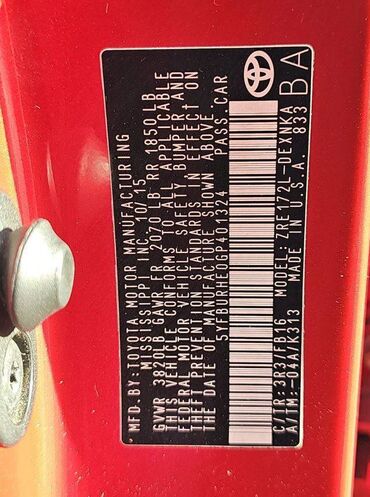 MFD.BY:TOYOTA MOTOR MANUFACTURING
MISSISSIPPI INC. 10/15
GVWR 3820LB GAWR FR 2070 LB RR 1850LB
THIS VEHICLE CONFORMS TO ALL APPLICABLE
FEDERAL MOTOR VEHICLE SAFETY BUMPER AND
THEFT PREVENTION STANDARDS IN EFFECT ON
THE DATE OF MANUFACTURE SHOWN ABOVE.
5YFBURHE0GP401324 PASS.CAR
C/TR:3R3/FB16 MODEL:ZRE172L-DEXNKA
A/TM:-04A/K313 MADE IN U.S.A. 833
BA
TOYOTA